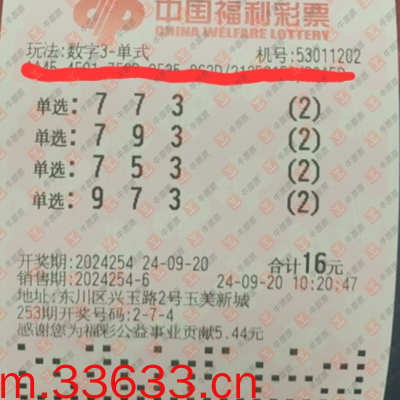 中国福利彩票
CHINA WELFARE LOTTERY
玩法:数字3-单式 机号:53011202
单选: 7 7 3 (2)
单选: 7 9 3 (2)
单选: 7 5 3 (2)
单选: 9 7 3 (2)
开奖期:2024254 24-09-20 合计16元
销售期:2024254-6 24-09-20 10:20:47
地址:东川区兴玉路2号玉美新城
253期开奖号码:2-7-4
感谢您为福彩公益事业贡献5.44元
m.33633.cn